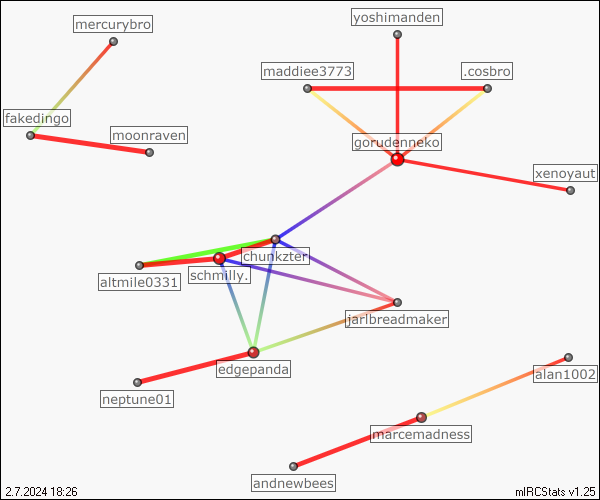 yoshimanden
mercurybro
maddiee3773
.cosbro
fakedingo
moonraven
gorudenneko
xenoyaut
chunkzter
schmilly.
altmile0331
jarlbreadmaker
edgepanda
alan1002
neptune01
marcemadness
andnewbees
2.7.2024 18:26
mIRCStats v1.25